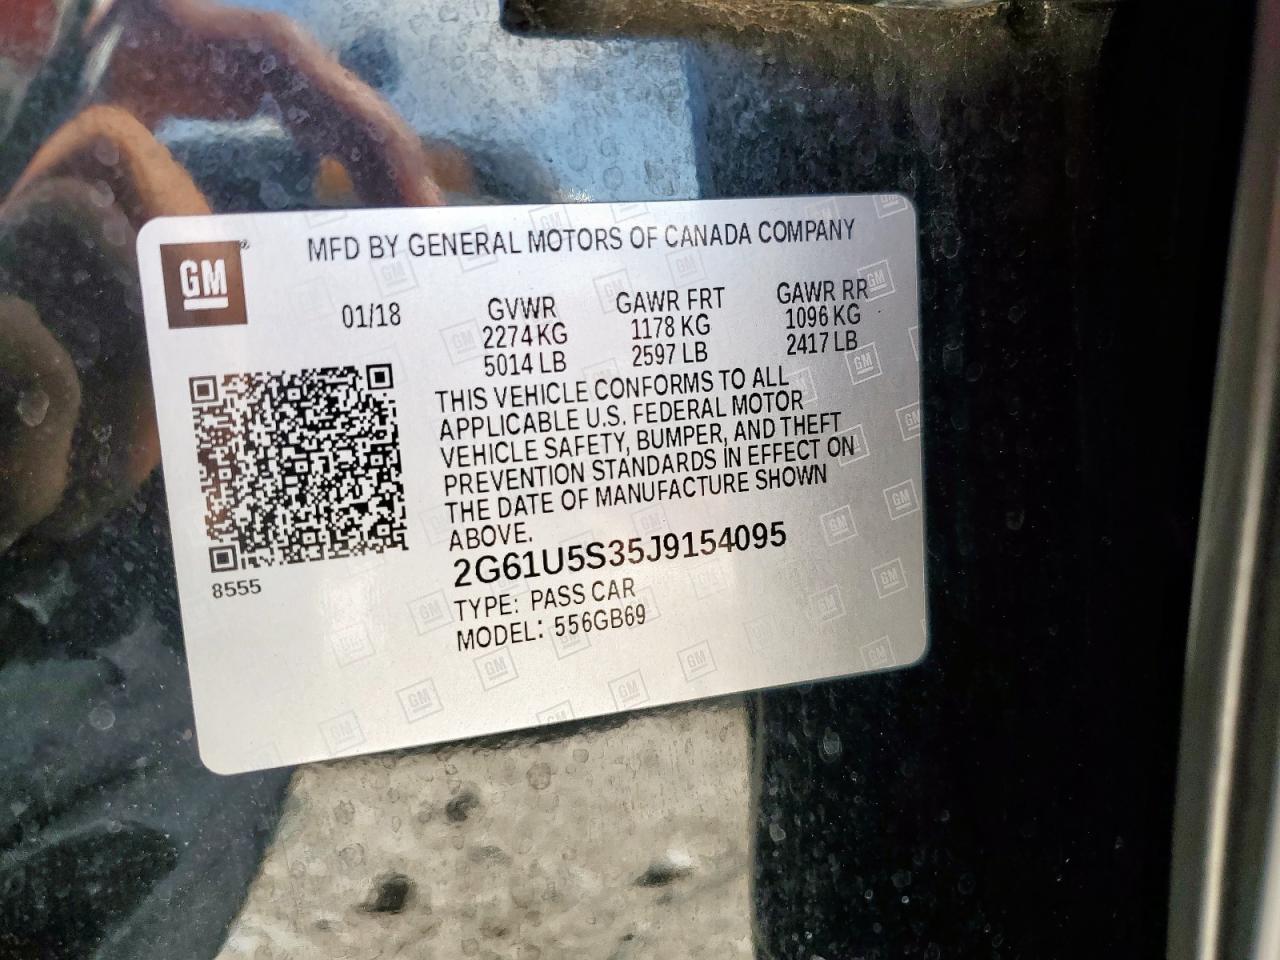 MFD BY GENERAL MOTORS OF CANADA COMPANY
GM
01/18
GVWR
2274 KG
5014 LB
GAWR FRT
1178 KG
2597 LB
GAWR RR
1096 KG
2417 LB
THIS VEHICLE CONFORMS TO ALL
APPLICABLE U.S. FEDERAL MOTOR
VEHICLE SAFETY, BUMPER, AND THEFT
PREVENTION STANDARDS IN EFFECT ON
THE DATE OF MANUFACTURE SHOWN
ABOVE.
2G61U5S35J9154095
TYPE: PASS CAR
MODEL: 556GB69
8555